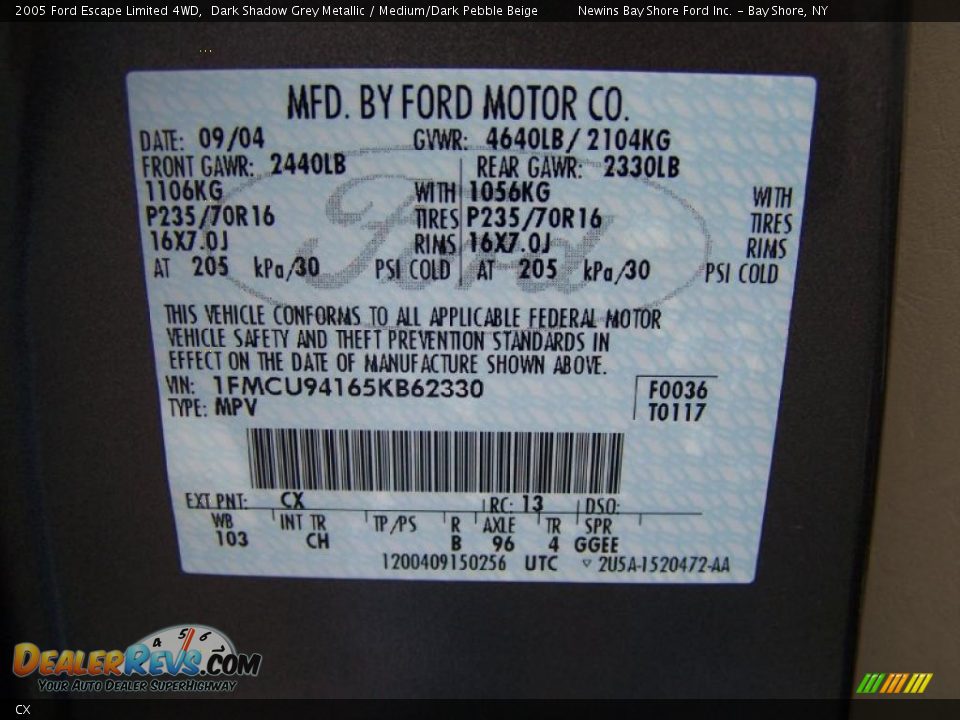 2005 Ford Escape Limited 4WD, Dark Shadow Grey Metallic / Medium/Dark Pebble Beige Newins Bay Shore Ford Inc. - Bay Shore, NY
...
MFD. BY FORD MOTOR CO.
DATE: 09/04 GVWR: 4640LB/ 2104KG
FRONT GAWR: 2440LB REAR GAWR: 2330LB
1106KG WITH 1056KG WITH
P235/70R16 TIRES P235/70R16 TIRES
16X7.0J RIMS 16X7.0J RIMS
AT 205 kPa/30 PSI COLD AT 205 kPa/30 PSI COLD
Ford
THIS VEHICLE CONFORMS TO ALL APPLICABLE FEDERAL MOTOR
VEHICLE SAFETY AND THEFT PREVENTION STANDARDS IN
EFFECT ON THE DATE OF MANUFACTURE SHOWN ABOVE.
VIN: 1FMCU94165KB62330 F0036
TYPE: MPV T0117
EXT PNT: CX RC: 13 DSO:
WB INT TR TP/PS R AXLE TR SPR
103 CH B 96 4 GGEE
1200409150256 UTC ▽ 2U5A-1520472-AA
4 5 6
DEALERREVS.COM
YOUR AUTO DEALER SUPERHIGHWAY
CX